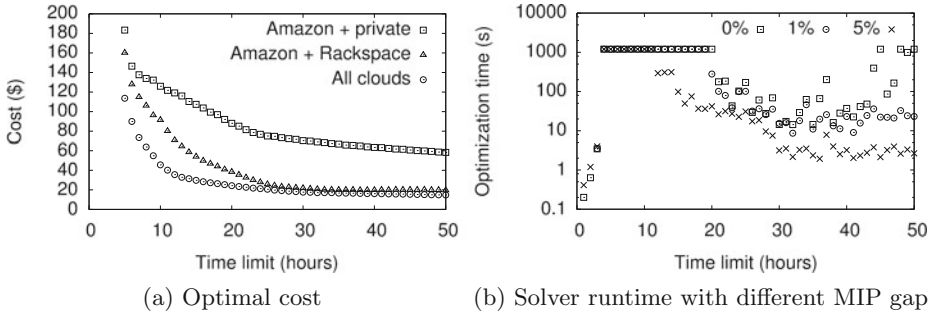 200
180
160
140
120
100
80
60
40
20
0
Cost ($)
0 10 20 30 40 50
Time limit (hours)
Amazon + private
Amazon + Rackspace
All clouds
(a) Optimal cost
10000
1000
100
10
1
0.1
Optimization time (s)
0 10 20 30 40 50
Time limit (hours)
0% 1% 5%
(b) Solver runtime with different MIP gap